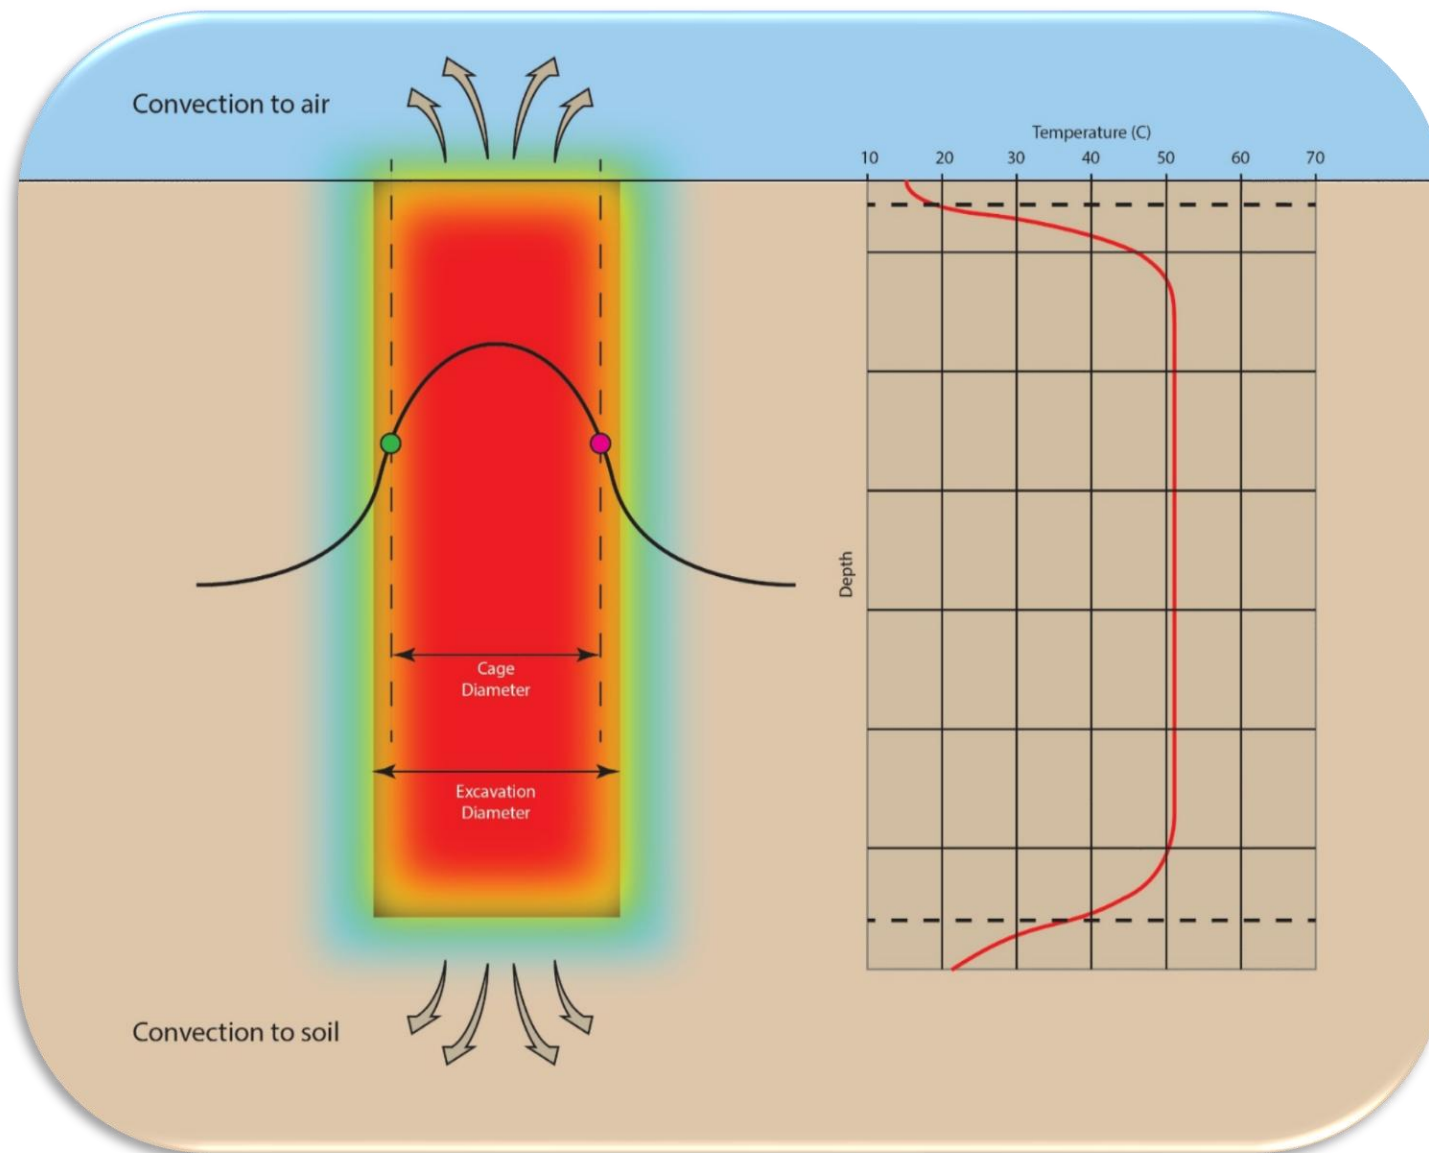 Convection to air
Temperature (C)
10 20 30 40 50 60 70
Depth
Cage
Diameter
Excavation
Diameter
Convection to soil